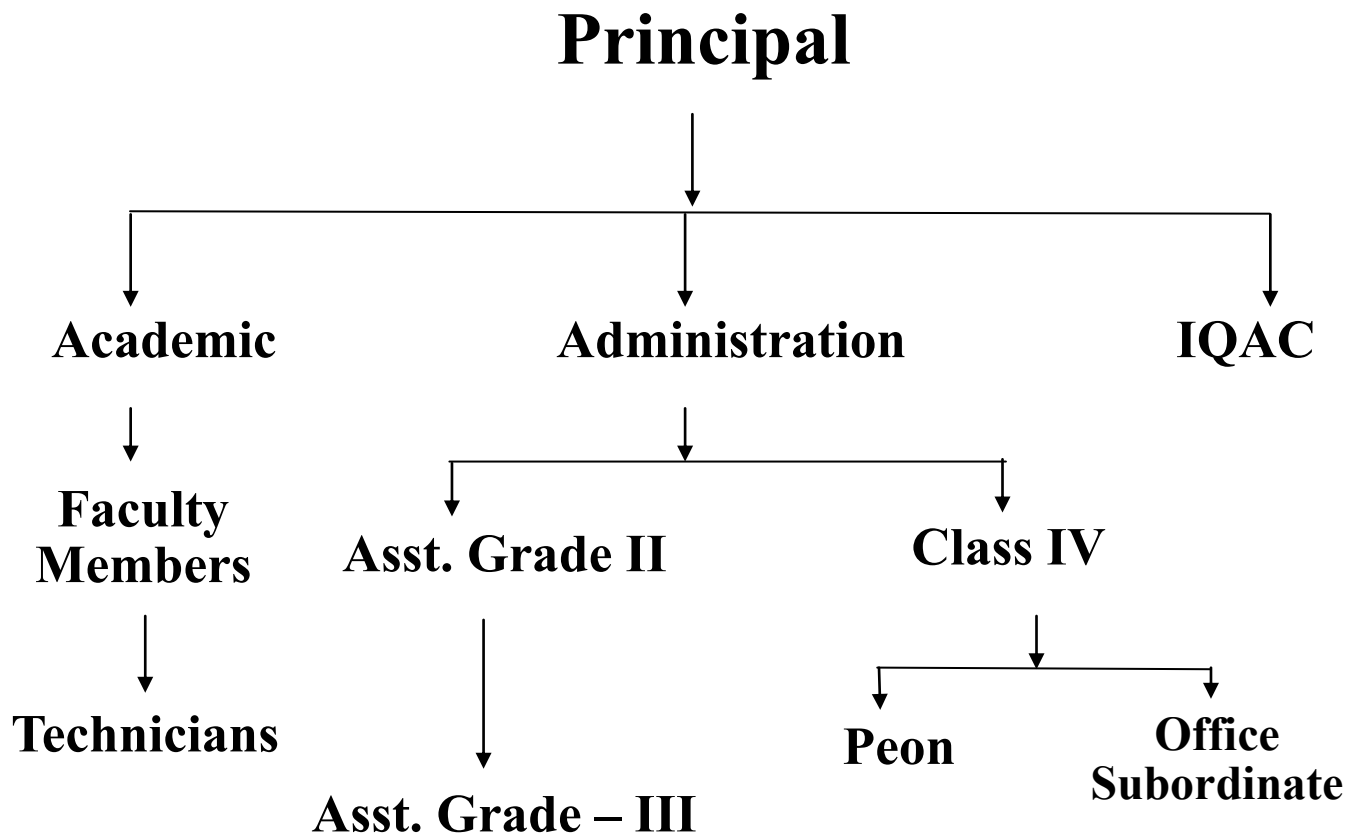 Principal
Academic
Administration
IQAC
Faculty
Members
Asst. Grade II
Class IV
Technicians
Peon
Office
Subordinate
Asst. Grade – III